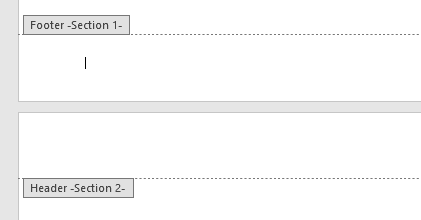 Footer -Section 1-
Header -Section 2-